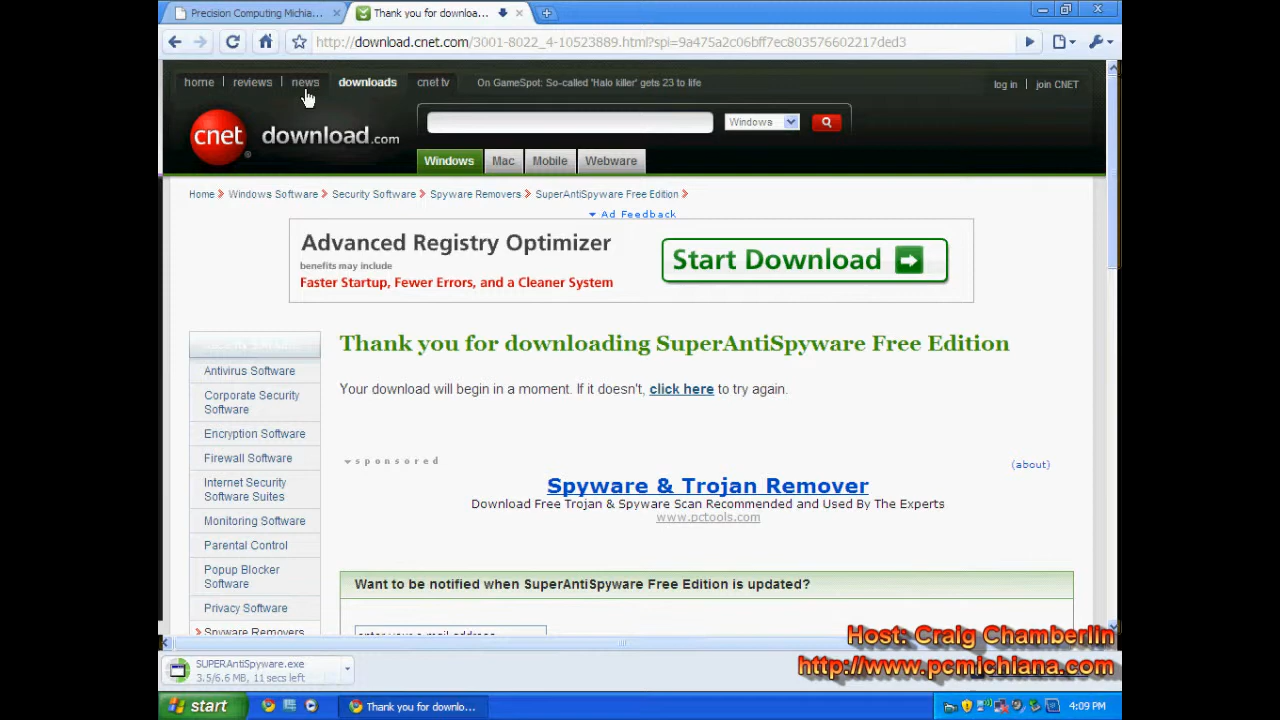 Precision Computing Michia...
Thank you for downloa...
http://download.cnet.com/3001-8022_4-10523889.html?spi=9a475a2c06bff7ec803576602217ded3
home reviews news downloads cnet tv On GameSpot: So-called 'Halo killer' gets 23 to life log in join CNET
cnet download.com
Windows
Windows Mac Mobile Webware
Home Windows Software Security Software Spyware Removers SuperAntiSpyware Free Edition
Ad Feedback
Advanced Registry Optimizer
benefits may include
Faster Startup, Fewer Errors, and a Cleaner System
Start Download
Thank you for downloading SuperAntiSpyware Free Edition
Your download will begin in a moment. If it doesn't, click here to try again.
Antivirus Software
Corporate Security
Software
Encryption Software
Firewall Software
Internet Security
Software Suites
Monitoring Software
Parental Control
Popup Blocker
Software
Privacy Software
Spyware Removers
sponsored
(about)
Spyware & Trojan Remover
Download Free Trojan & Spyware Scan Recommended and Used By The Experts
www.pctools.com
Want to be notified when SuperAntiSpyware Free Edition is updated?
enter your e-mail address
Host: Craig Chamberlin
http://www.pcmichiana.com
SUPERAntiSpyware.exe
3.5/6.6 MB, 11 secs left
start
Thank you for downlo...
4:09 PM